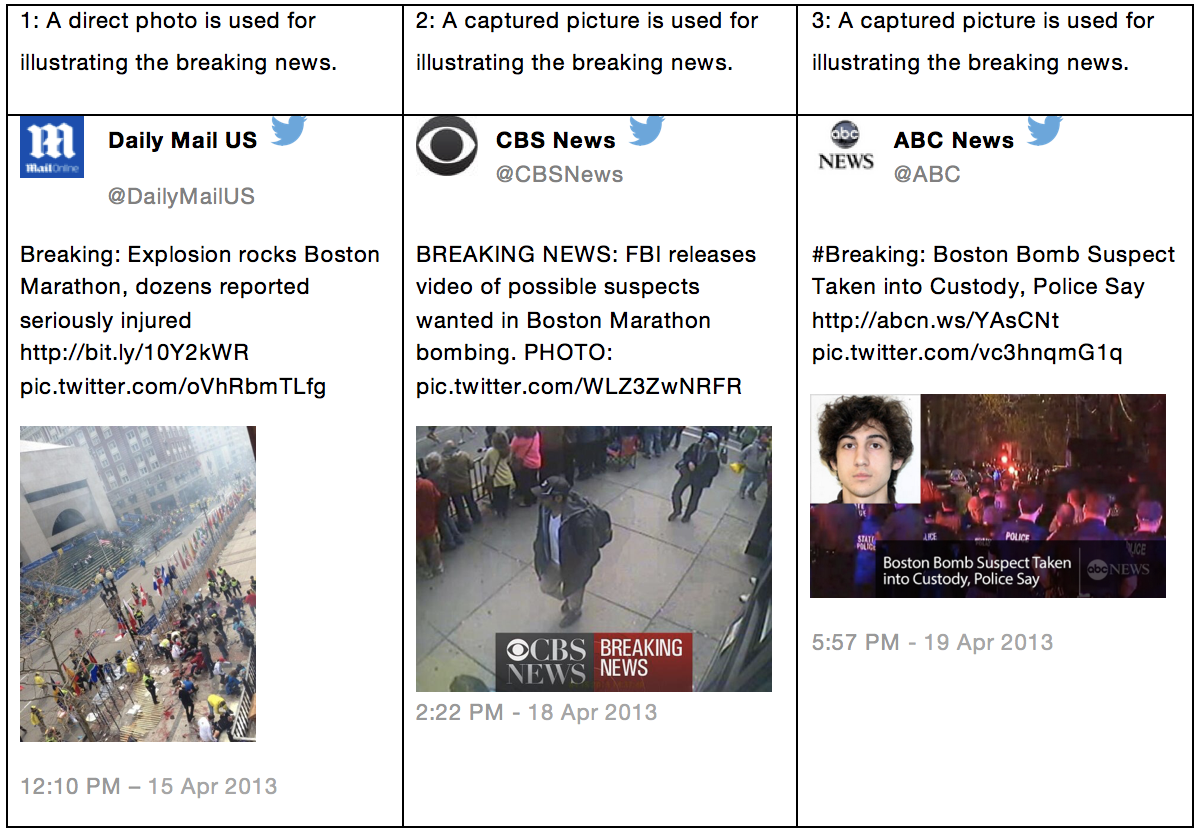 1: A direct photo is used for
illustrating the breaking news.
2: A captured picture is used for
illustrating the breaking news.
3: A captured picture is used for
illustrating the breaking news.
M
MailOnline
Daily Mail US
@DailyMailUS
Breaking: Explosion rocks Boston
Marathon, dozens reported
seriously injured
http://bit.ly/10Y2kWR
pic.twitter.com/oVhRbmTLfg
12:10 PM – 15 Apr 2013
CBS News
@CBSNews
BREAKING NEWS: FBI releases
video of possible suspects
wanted in Boston Marathon
bombing. PHOTO:
pic.twitter.com/WLZ3ZwNRFR
CBS
NEWS
BREAKING
NEWS
2:22 PM - 18 Apr 2013
abc
NEWS
ABC News
@ABC
#Breaking: Boston Bomb Suspect
Taken into Custody, Police Say
http://abcn.ws/YAsCNt
pic.twitter.com/vc3hnqmG1q
STATE
POLICE
POLICE
Boston Bomb Suspect Taken
into Custody, Police Say
abc NEWS
5:57 PM - 19 Apr 2013